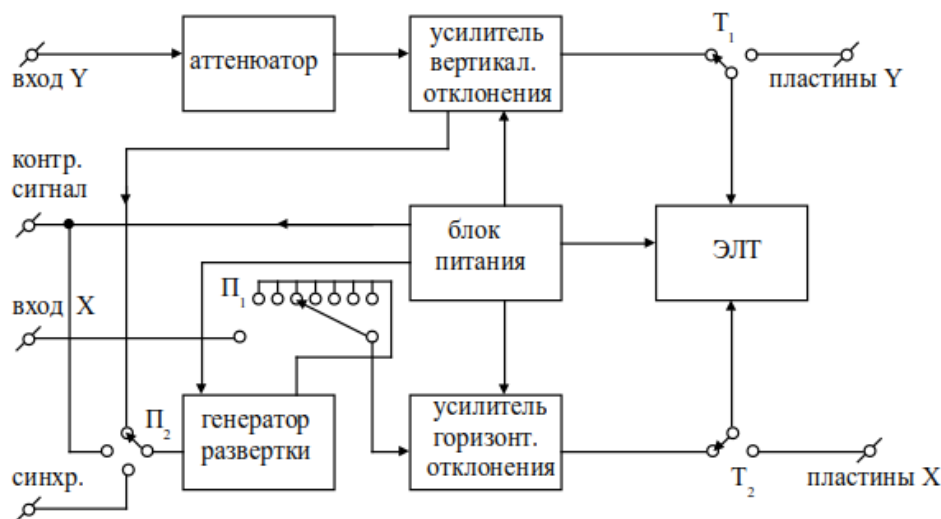 вход Y
аттенюатор
усилитель
вертикал.
отклонения
T1
пластины Y
контр.
сигнал
блок
питания
ЭЛТ
П1
вход X
П2
генератор
развертки
усилитель
горизонт.
отклонения
синхр.
T2
пластины X